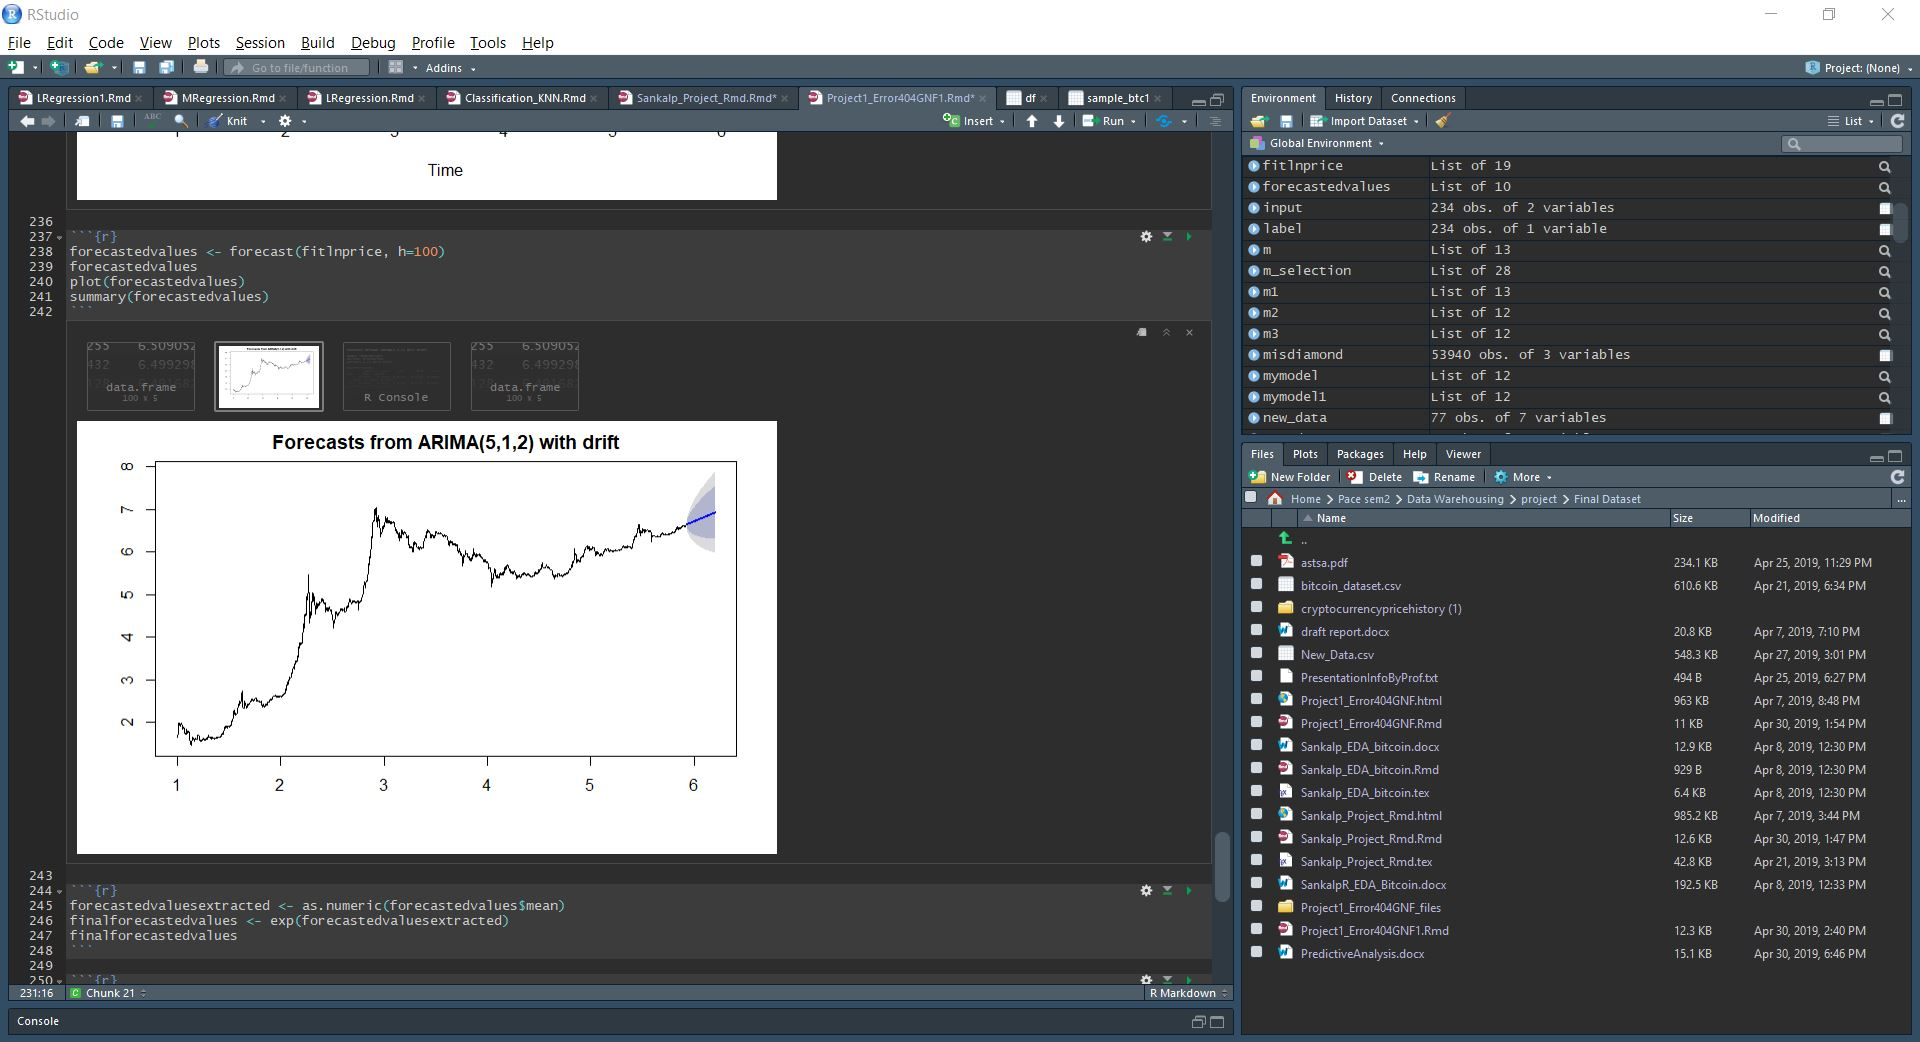 RStudio
File Edit Code View Plots Session Build Debug Profile Tools Help
Go to file/function Addins Project: (None)
LRegression1.Rmd MRegression.Rmd LRegression.Rmd Classification_KNN.Rmd Sankalp_Project_Rmd.Rmd* Project1_Error404GNF1.Rmd* df sample_btc1
ABC Knit Insert Run
Time
236
237 ```{r}
238 forecastedvalues <- forecast(fitlnprice, h=100)
239 forecastedvalues
240 plot(forecastedvalues)
241 summary(forecastedvalues)
242 ```
255 6.509052
432 6.49929
data.frame
100 x 5
R Console
255 6.509052
432 6.49929
data.frame
100 x 5
Forecasts from ARIMA(5,1,2) with drift
8
7
6
5
4
3
2
1 2 3 4 5 6
243
244 ```{r}
245 forecastedvaluesextracted <- as.numeric(forecastedvalues$mean)
246 finalforecastedvalues <- exp(forecastedvaluesextracted)
247 finalforecastedvalues
248 ```
249
250 ```{r}
231:16 C Chunk 21 R Markdown
Console
Environment History Connections
Import Dataset List
Global Environment
fitlnprice List of 19
forecastedvalues List of 10
input 234 obs. of 2 variables
label 234 obs. of 1 variable
m List of 13
m_selection List of 28
m1 List of 13
m2 List of 12
m3 List of 12
misdiamond 53940 obs. of 3 variables
mymodel List of 12
mymodel1 List of 12
new_data 77 obs. of 7 variables
Files Plots Packages Help Viewer
New Folder Delete Rename More
Home Pace sem2 Data Warehousing project Final Dataset ...
Name Size Modified
..
astsa.pdf 234.1 KB Apr 25, 2019, 11:29 PM
bitcoin_dataset.csv 610.6 KB Apr 21, 2019, 6:34 PM
cryptocurrencypricehistory (1)
draft report.docx 20.8 KB Apr 7, 2019, 7:10 PM
New_Data.csv 548.3 KB Apr 27, 2019, 3:01 PM
PresentationInfoByProf.txt 494 B Apr 25, 2019, 6:27 PM
Project1_Error404GNF.html 963 KB Apr 7, 2019, 8:48 PM
Project1_Error404GNF.Rmd 11 KB Apr 30, 2019, 1:54 PM
Sankalp_EDA_bitcoin.docx 12.9 KB Apr 8, 2019, 12:30 PM
Sankalp_EDA_bitcoin.Rmd 929 B Apr 8, 2019, 12:30 PM
Sankalp_EDA_bitcoin.tex 6.4 KB Apr 8, 2019, 12:30 PM
Sankalp_Project_Rmd.html 985.2 KB Apr 7, 2019, 3:44 PM
Sankalp_Project_Rmd.Rmd 12.6 KB Apr 30, 2019, 1:47 PM
Sankalp_Project_Rmd.tex 42.8 KB Apr 21, 2019, 3:13 PM
SankalpR_EDA_Bitcoin.docx 192.5 KB Apr 8, 2019, 12:33 PM
Project1_Error404GNF_files
Project1_Error404GNF1.Rmd 12.3 KB Apr 30, 2019, 2:40 PM
PredictiveAnalysis.docx 15.1 KB Apr 30, 2019, 6:46 PM